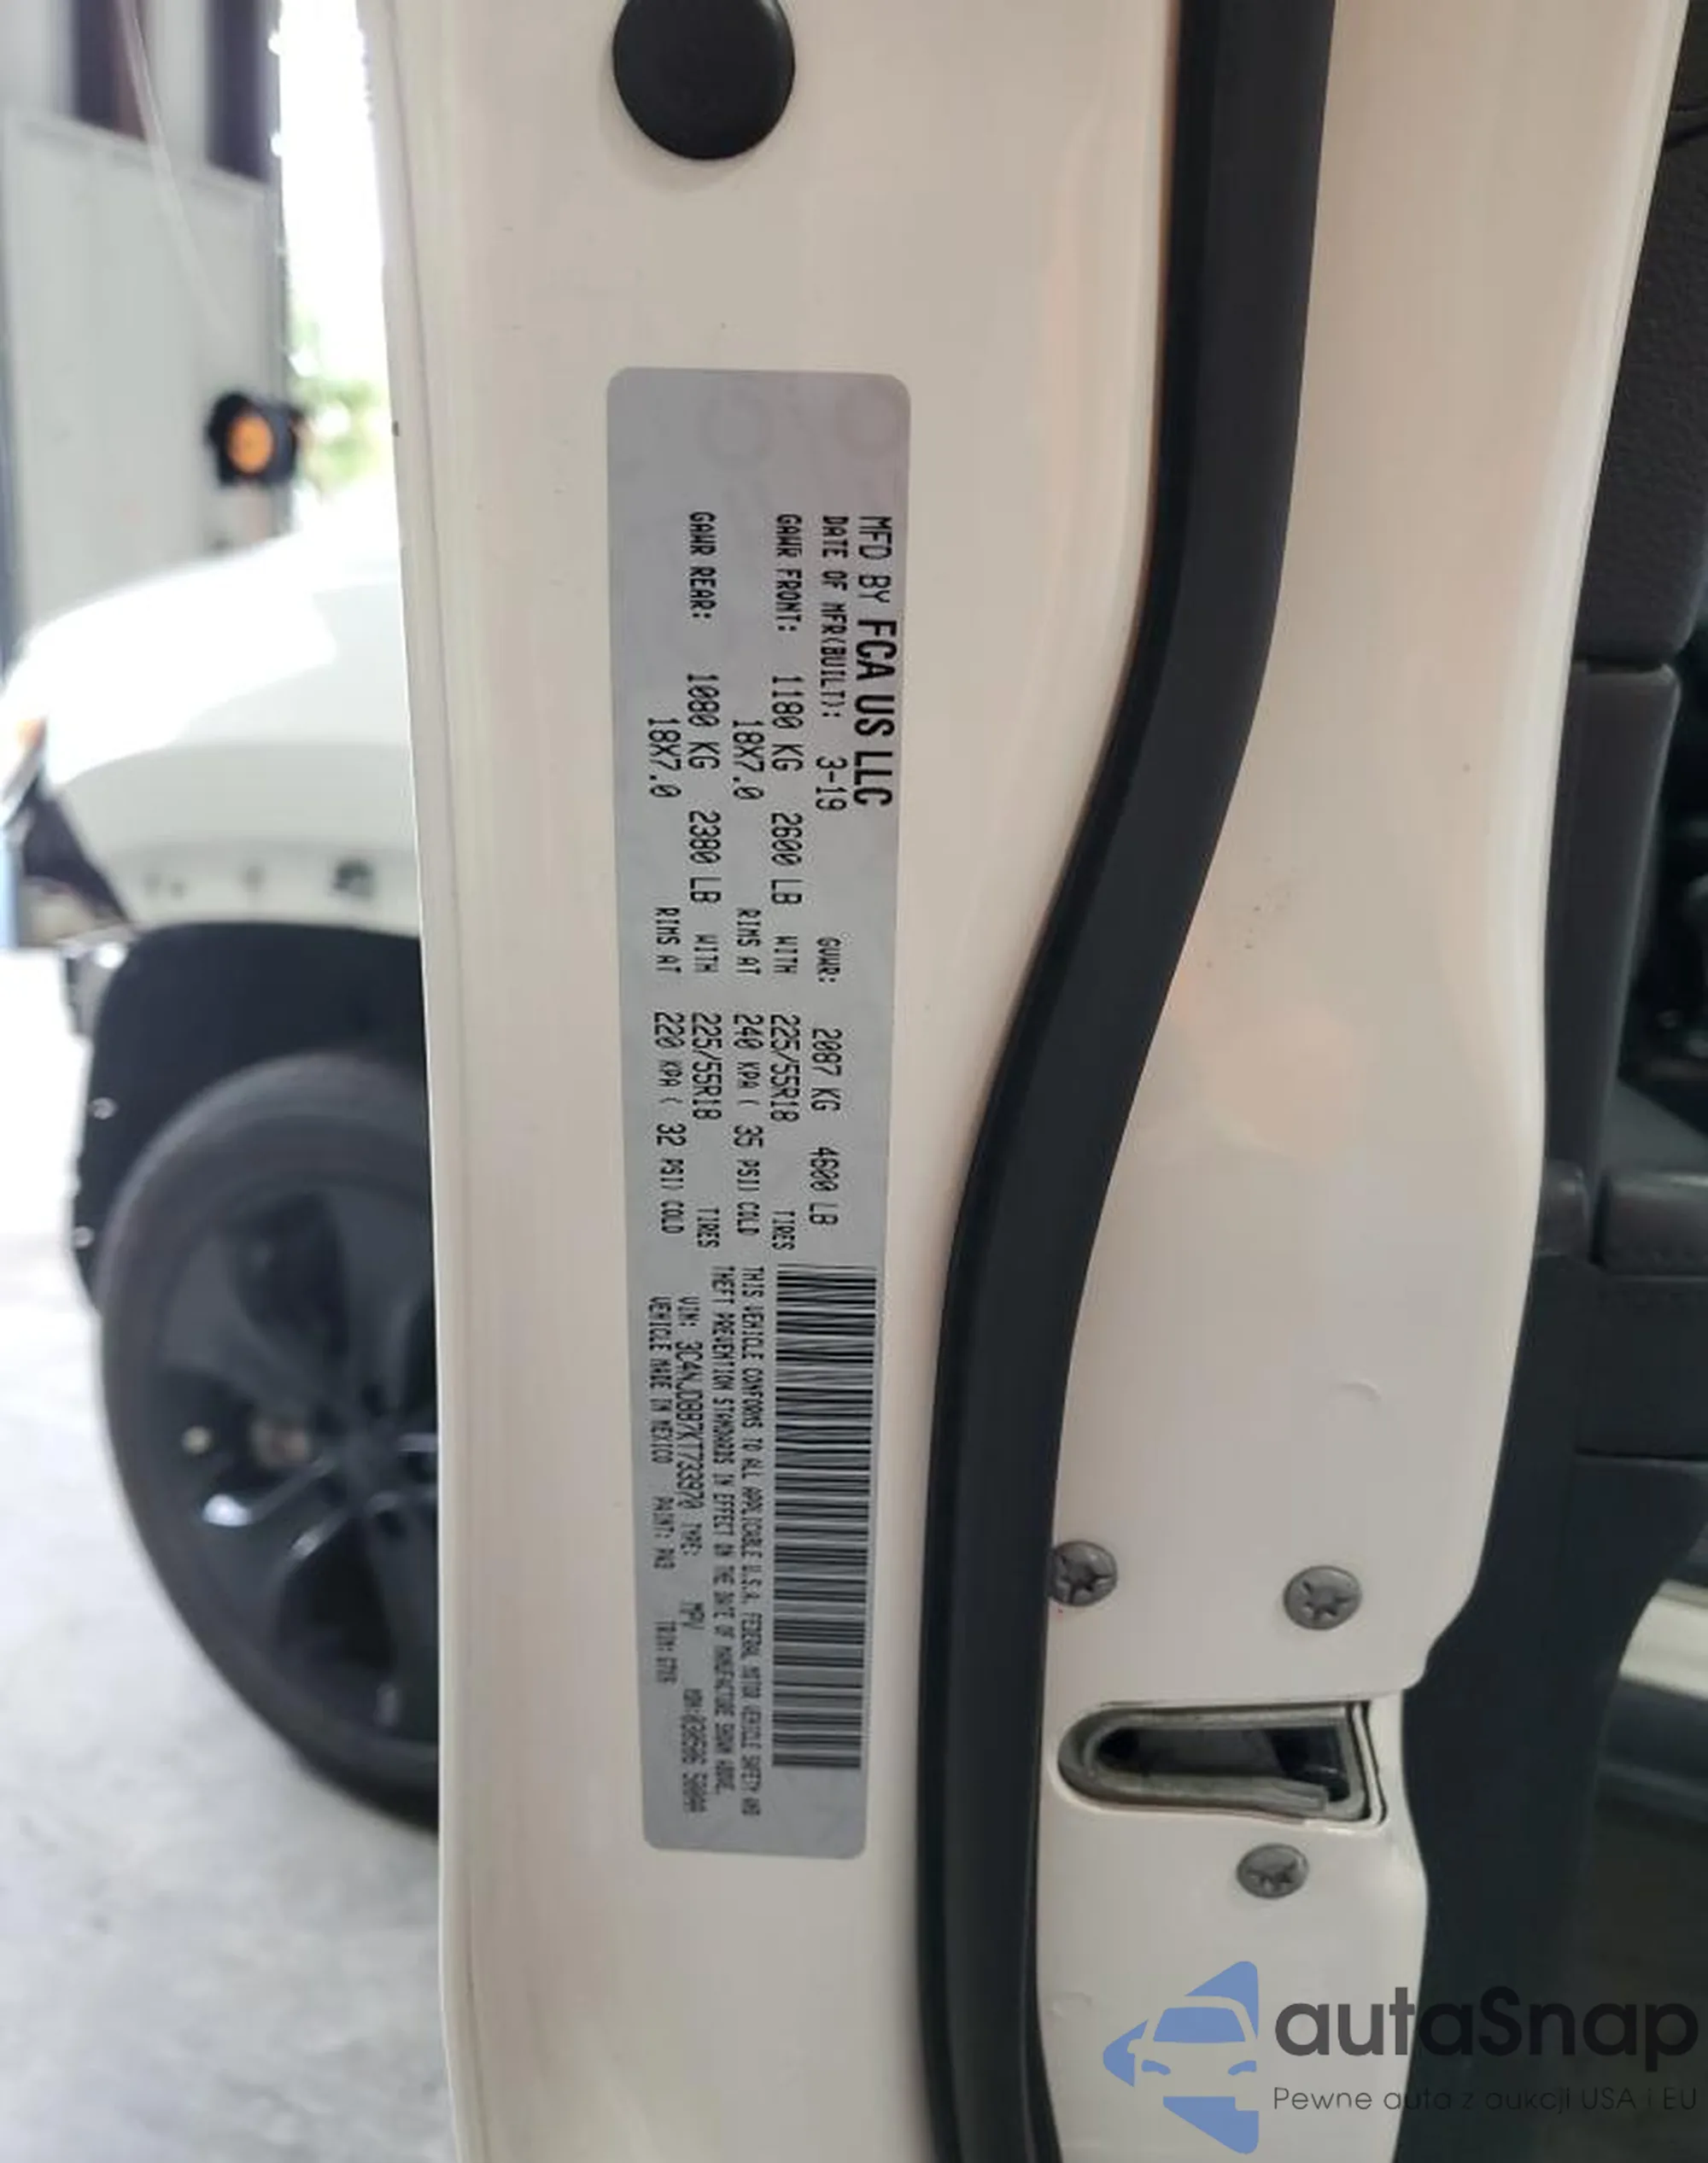 MFD BY FCA US LLC
DATE OF MFR(BUILT): 3-19 GVWR: 2087 KG 4600 LB
GAWR FRONT: 1180 KG 2600 LB WITH 225/55R18 TIRES
18X7.0 RIMS AT 240 KPA ( 35 PSI) COLD
GAWR REAR: 1080 KG 2380 LB WITH 225/55R18 TIRES
18X7.0 RIMS AT 220 KPA ( 32 PSI) COLD
THIS VEHICLE CONFORMS TO ALL APPLICABLE U.S.A. FEDERAL MOTOR VEHICLE SAFETY AND
THEFT PREVENTION STANDARDS IN EFFECT ON THE DATE OF MANUFACTURE SHOWN ABOVE.
VIN: 3C4NJDBB7KT733970 TYPE: MPV
VEHICLE MADE IN MEXICO PAINT: PW3 TRIM:
autaSnap
Pewne auta z aukcji USA i EU